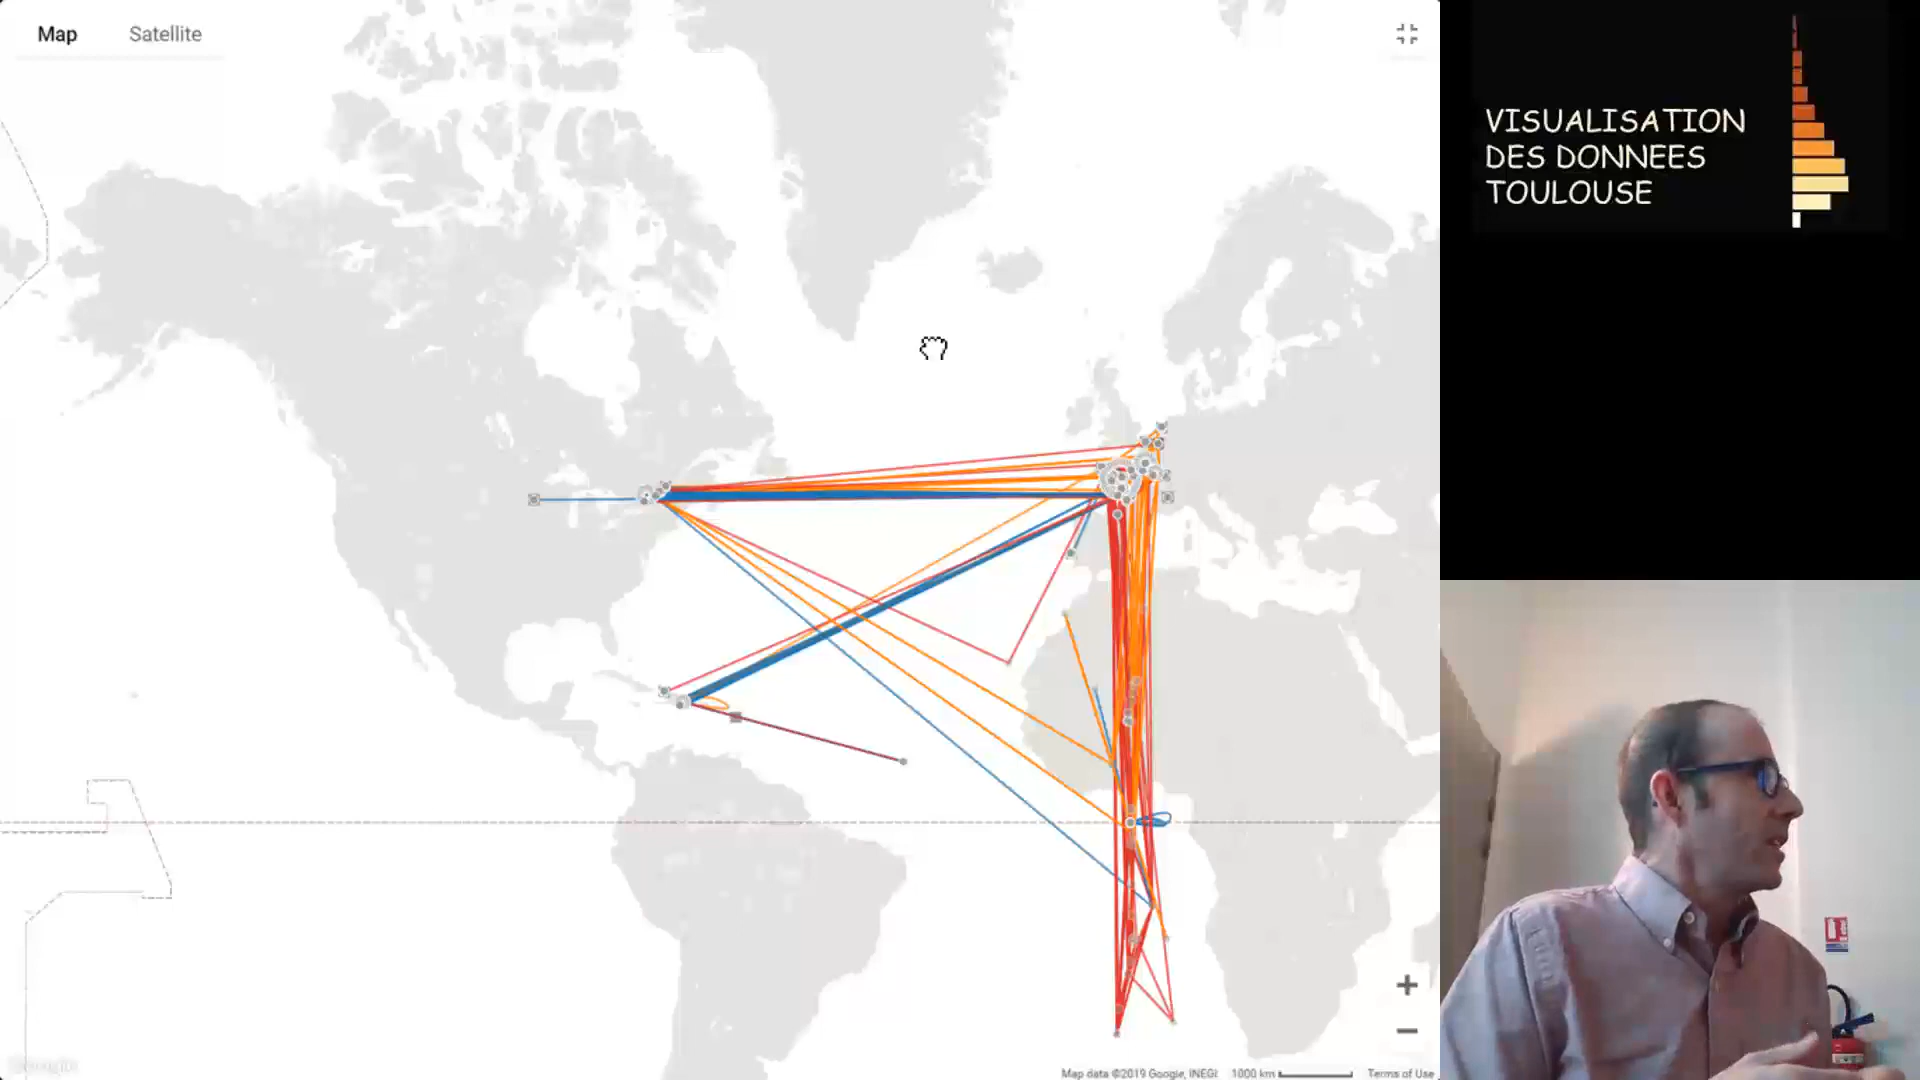 Map Satellite
VISUALISATION
DES DONNEES
TOULOUSE
Map data ©2019 Google, INEGI 1000 km Terms of Use